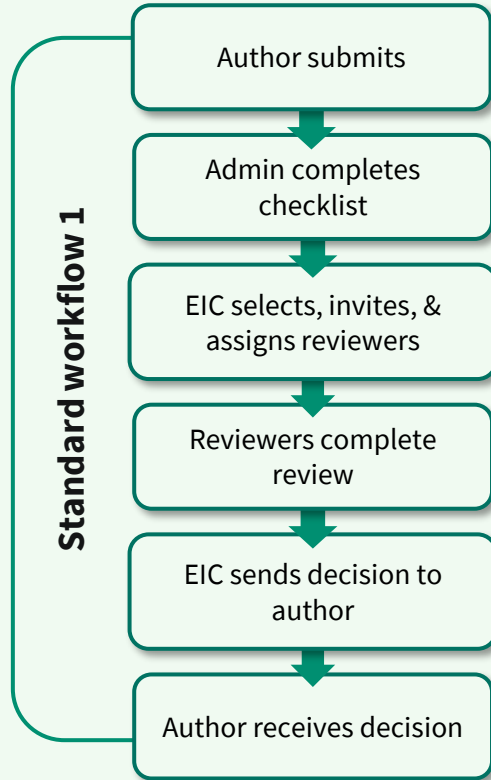 Standard workflow 1
Author submits
Admin completes
checklist
EIC selects, invites, &
assigns reviewers
Reviewers complete
review
EIC sends decision to
author
Author receives decision